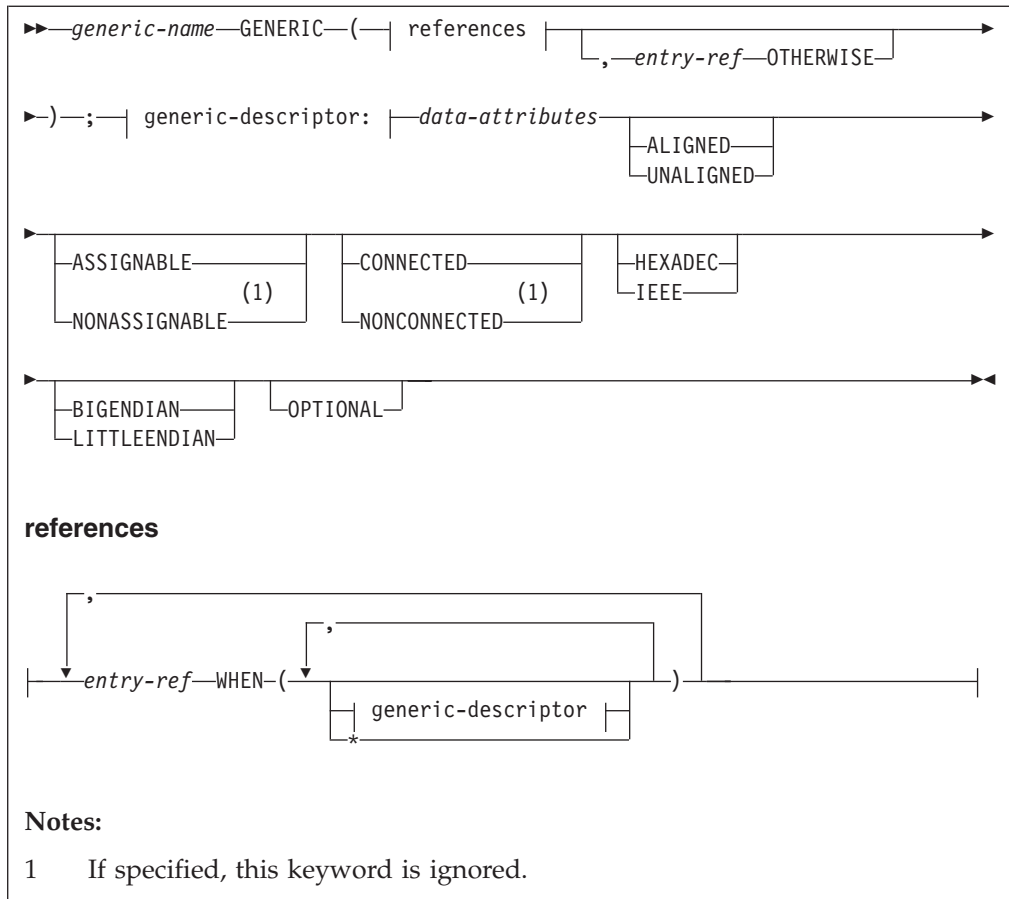 generic-name GENERIC ( references
, entry-ref OTHERWISE
) ; generic-descriptor: data-attributes
ALIGNED
UNALIGNED
ASSIGNABLE CONNECTED HEXADEC
(1) (1) IEEE
NONASSIGNABLE NONCONNECTED
BIGENDIAN OPTIONAL
LITTLEENDIAN
references
,
,
entry-ref WHEN ( )
generic-descriptor
*
Notes:
1 If specified, this keyword is ignored.